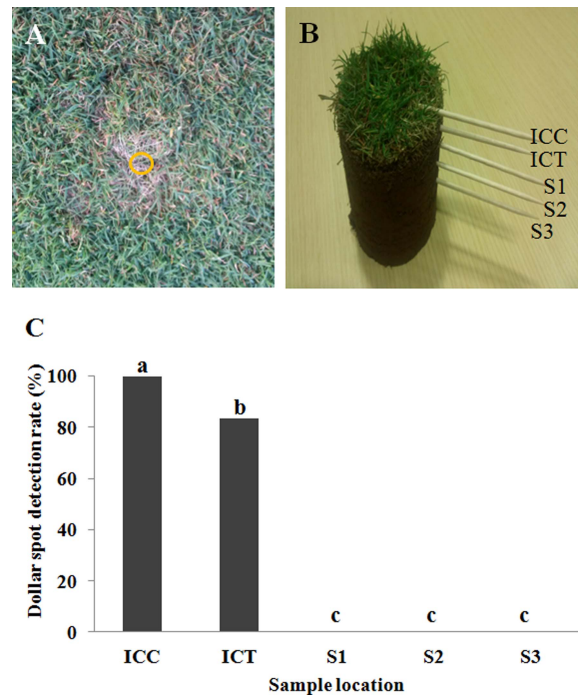 A
B
ICC
ICT
S1
S2
S3
C
Dollar spot detection rate (%)
100
80
60
40
20
0
a
b
c
c
c
ICC
ICT
S1
S2
S3
Sample location